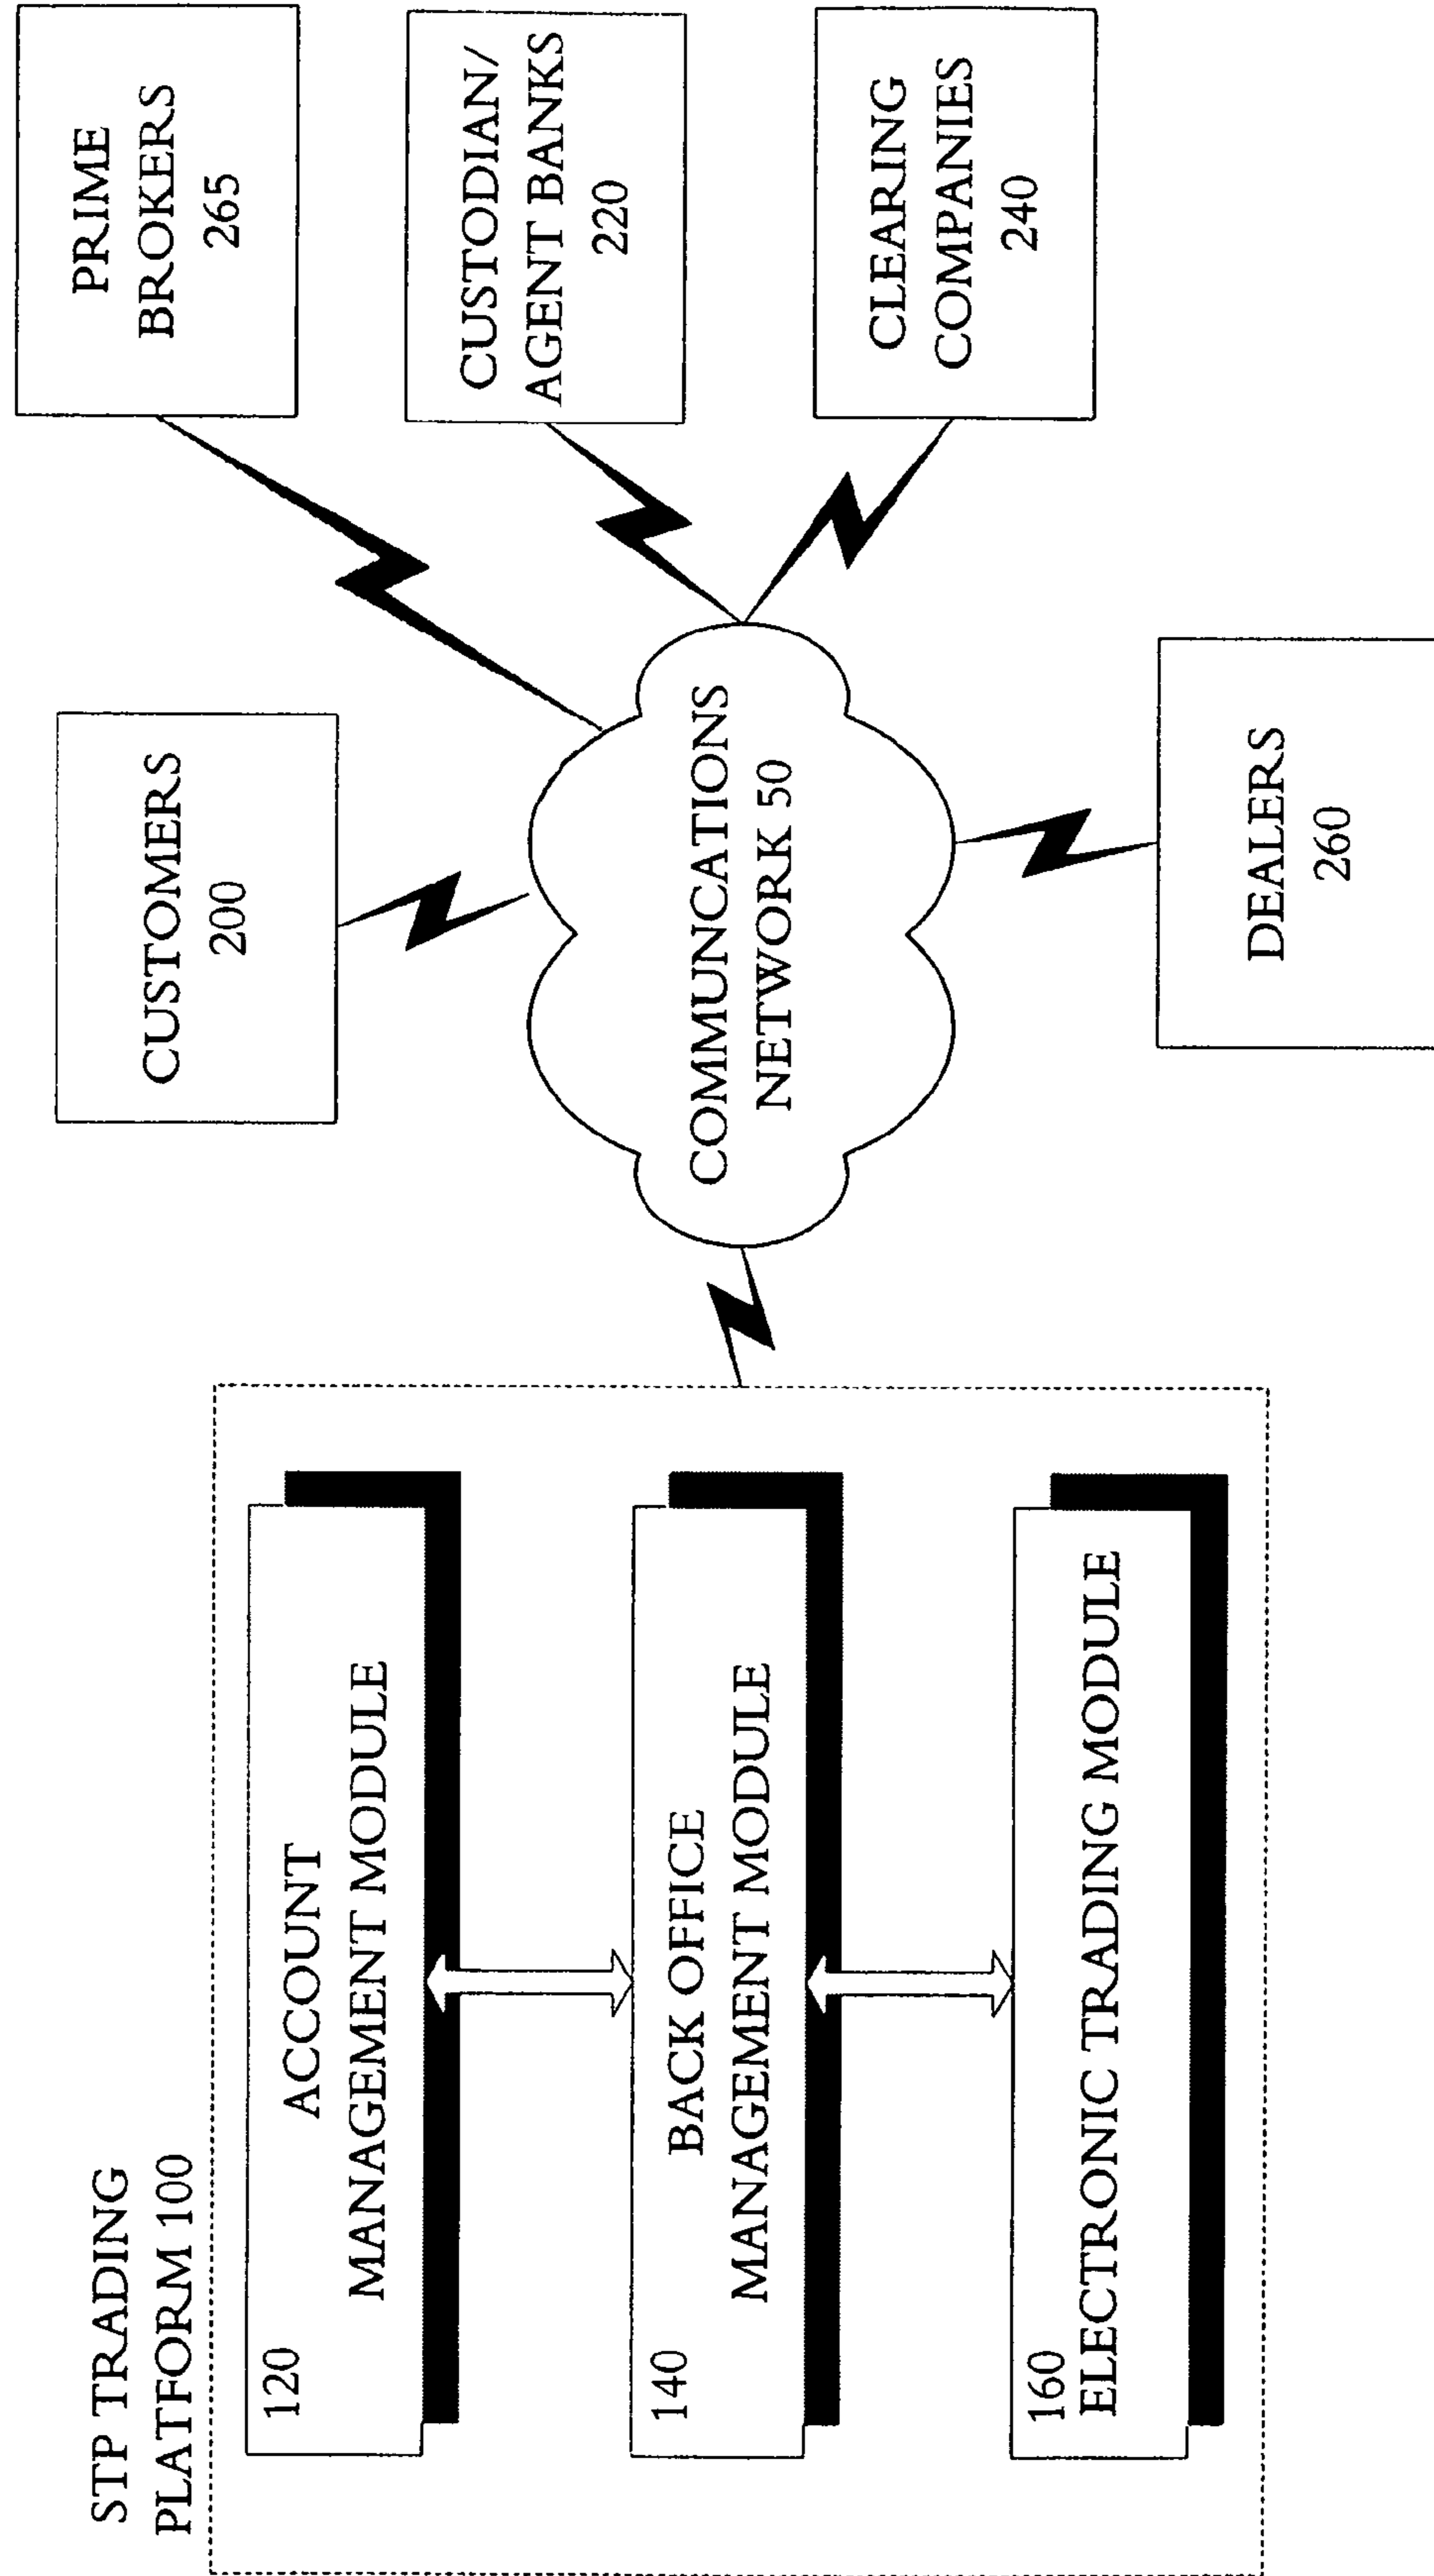 STP TRADING
PLATFORM 100
120
ACCOUNT
MANAGEMENT MODULE
140
BACK OFFICE
MANAGEMENT MODULE
160
ELECTRONIC TRADING MODULE
COMMUNCATIONS
NETWORK 50
CUSTOMERS
200
DEALERS
260
PRIME
BROKERS
265
CUSTODIAN/
AGENT BANKS
220
CLEARING
COMPANIES
240